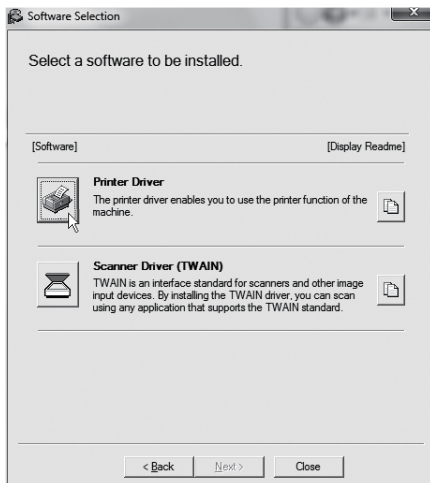 Software Selection
Select a software to be installed.
[Software] [Display Readme]
Printer Driver
The printer driver enables you to use the printer function of the
machine.
Scanner Driver (TWAIN)
TWAIN is an interface standard for scanners and other image
input devices. By installing the TWAIN driver, you can scan
using any application that supports the TWAIN standard.
< Back Next > Close